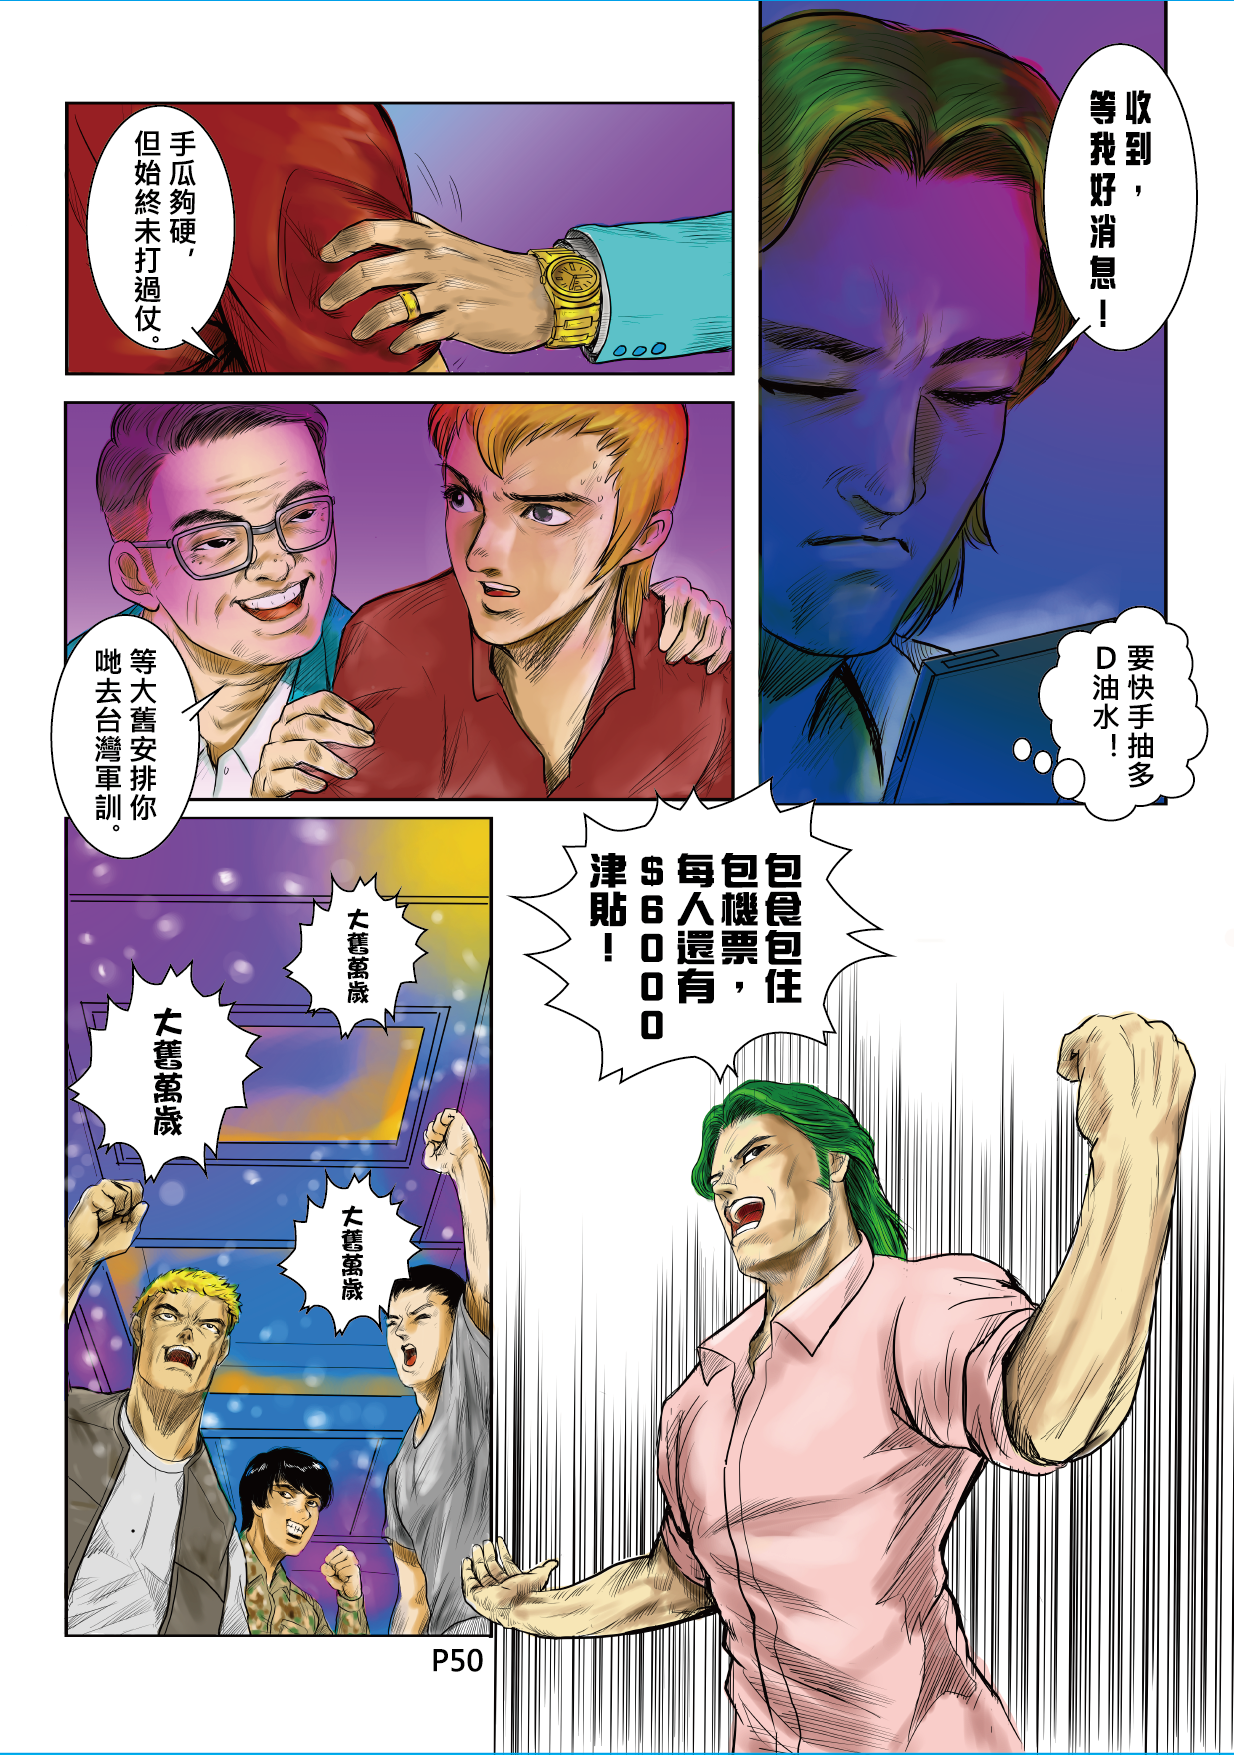 收到，
等我好消息！
要快手抽多
D油水！
手瓜夠硬，
但始終未打過仗。
等大舊安排你
哋去台灣軍訓。
包食包住
包機票，
每人還有
$6000
津貼！
大舊萬歲
大舊萬歲
大舊萬歲
P50